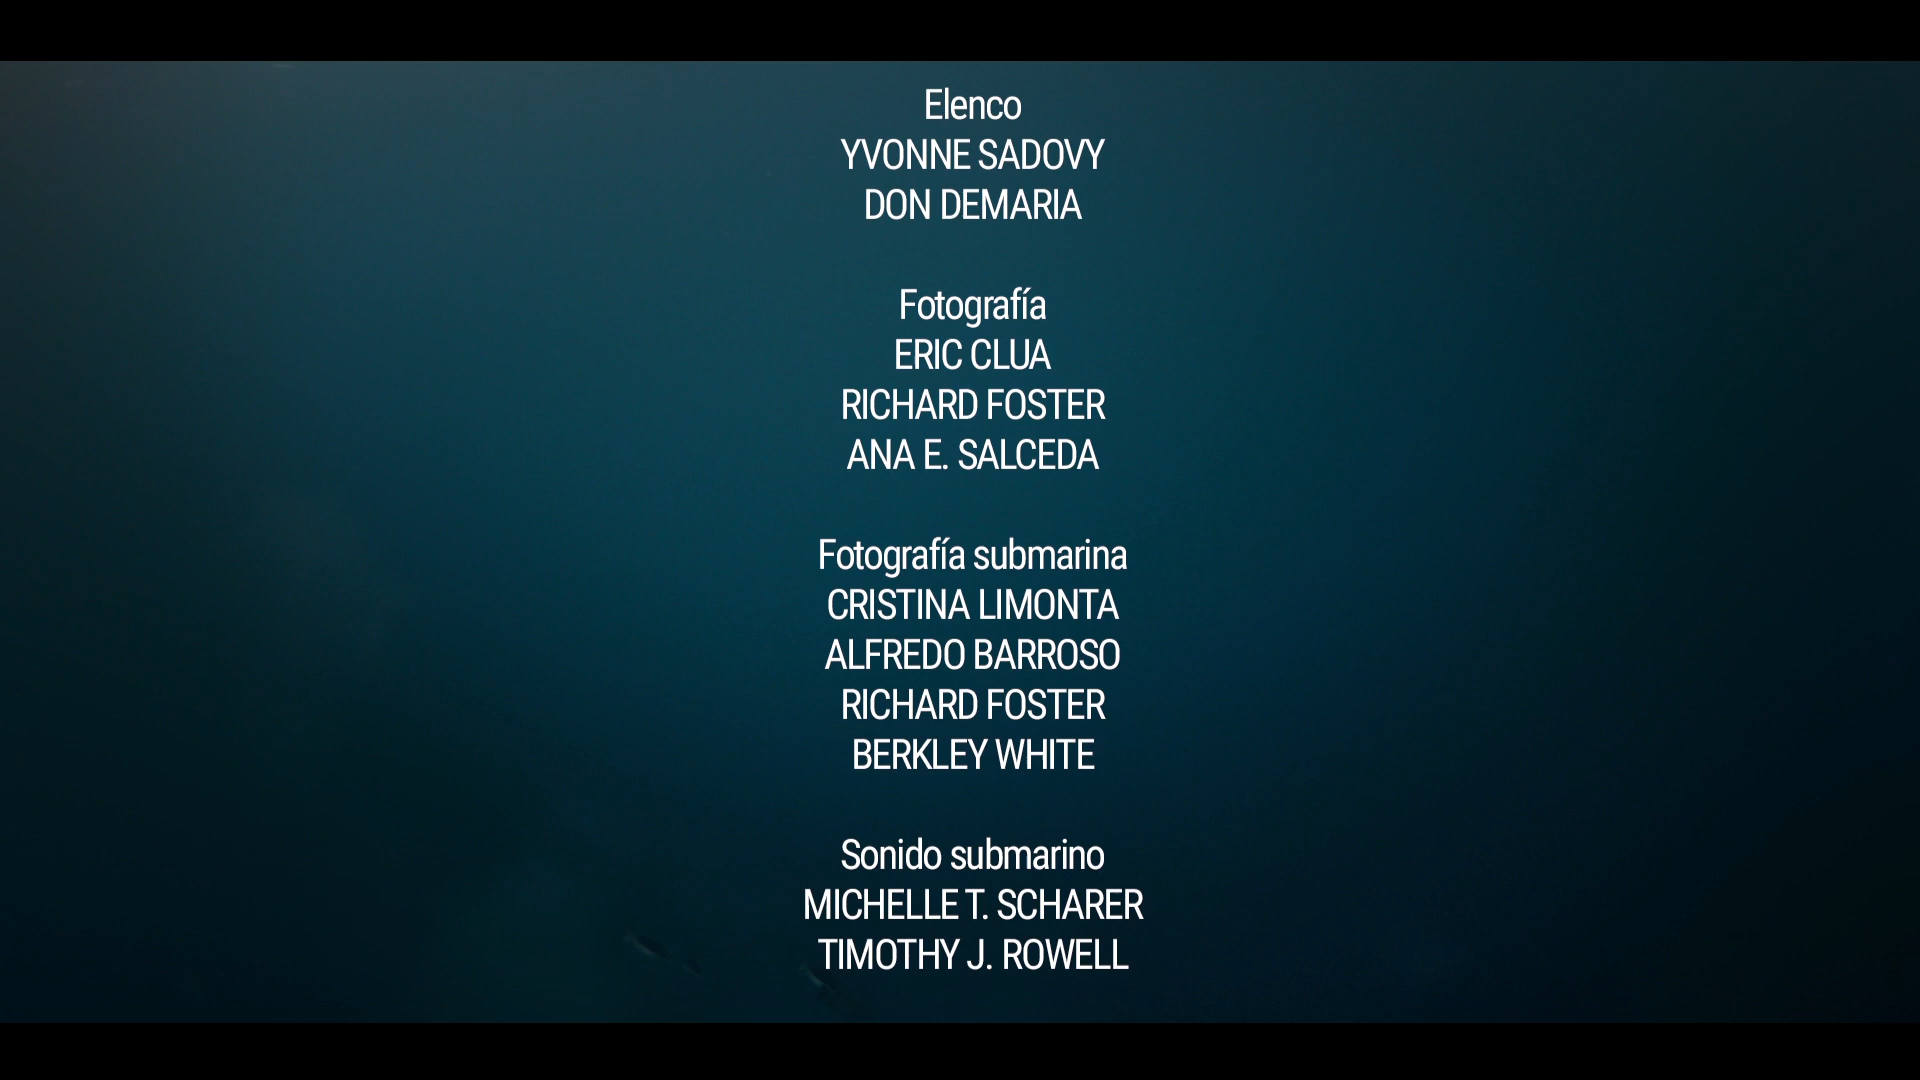 Elenco
YVONNE SADOVY
DON DEMARIA
Fotografía
ERIC CLUA
RICHARD FOSTER
ANA E. SALCEDA
Fotografía submarina
CRISTINA LIMONTA
ALFREDO BARROSO
RICHARD FOSTER
BERKLEY WHITE
Sonido submarino
MICHELLE T. SCHARER
TIMOTHY J. ROWELL